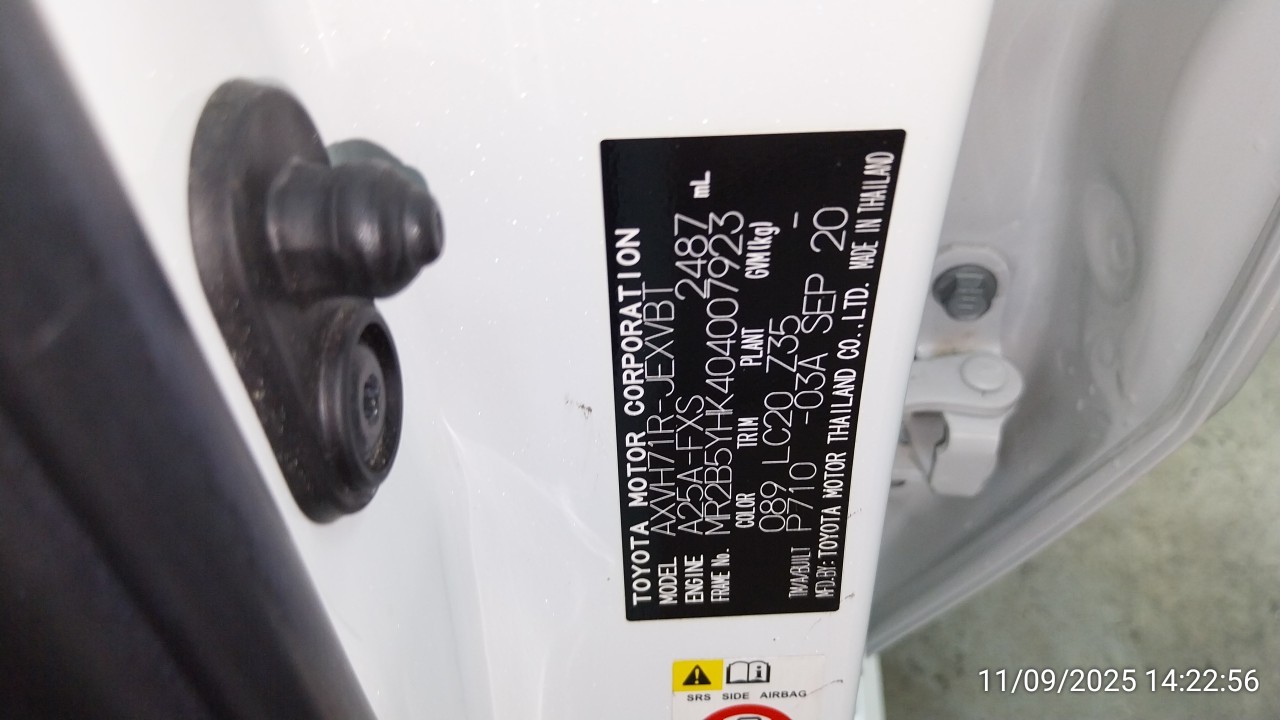 TOYOTA MOTOR CORPORATION
MODEL AXVH71R-JEXVBT
ENGINE A25A-FXS 2487 mL
FRAME No. MR2B5YHK404007923
COLOR TRIM PLANT GVM(kg)
089 LC20 Z35 -
TM/A/BUILT P710 -03A SEP 20
MFD.BY: TOYOTA MOTOR THAILAND CO.,LTD. MADE IN THAILAND
SRS SIDE AIRBAG
11/09/2025 14:22:56